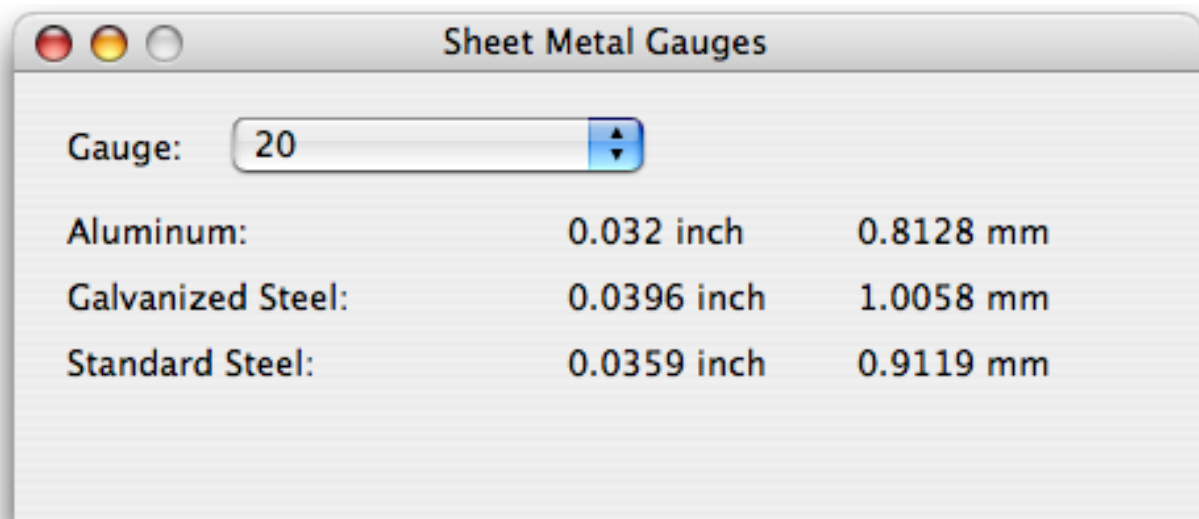 Sheet Metal Gauges
Gauge: 20
Aluminum: 0.032 inch 0.8128 mm
Galvanized Steel: 0.0396 inch 1.0058 mm
Standard Steel: 0.0359 inch 0.9119 mm